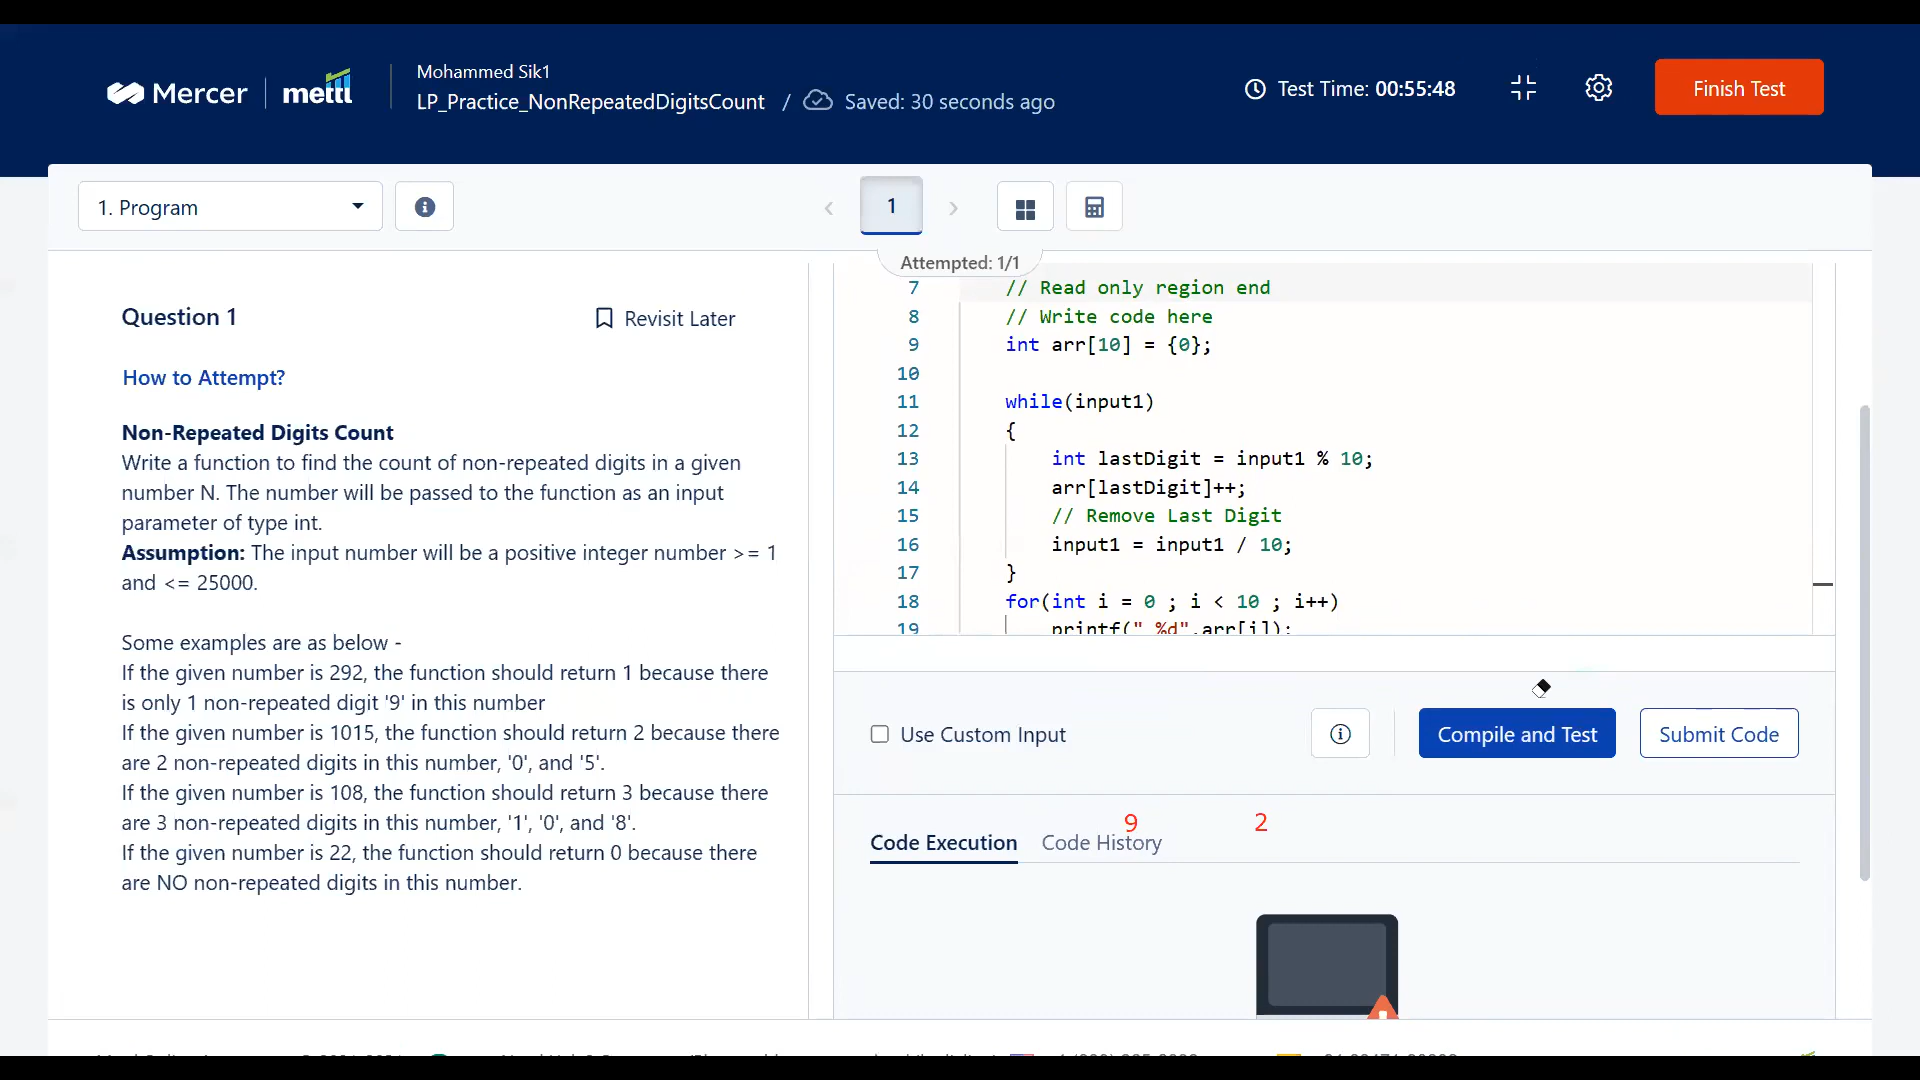 Mohammed Sik1
Mercer mettl
LP_Practice_NonRepeatedDigitsCount / Saved: 30 seconds ago
Test Time: 00:55:48
Finish Test
1. Program
1
Attempted: 1/1
Question 1
Revisit Later
How to Attempt?
Non-Repeated Digits Count
Write a function to find the count of non-repeated digits in a given
number N. The number will be passed to the function as an input
parameter of type int.
Assumption: The input number will be a positive integer number >= 1
and <= 25000.
Some examples are as below -
If the given number is 292, the function should return 1 because there
is only 1 non-repeated digit '9' in this number
If the given number is 1015, the function should return 2 because there
are 2 non-repeated digits in this number, '0', and '5'.
If the given number is 108, the function should return 3 because there
are 3 non-repeated digits in this number, '1', '0', and '8'.
If the given number is 22, the function should return 0 because there
are NO non-repeated digits in this number.
7 // Read only region end
8 // Write code here
9 int arr[10] = {0};
10
11 while(input1)
12 {
13 int lastDigit = input1 % 10;
14 arr[lastDigit]++;
15 // Remove Last Digit
16 input1 = input1 / 10;
17 }
18 for(int i = 0 ; i < 10 ; i++)
19 printf(" %d",arr[i]);
Use Custom Input
Compile and Test
Submit Code
9 2
Code Execution Code History